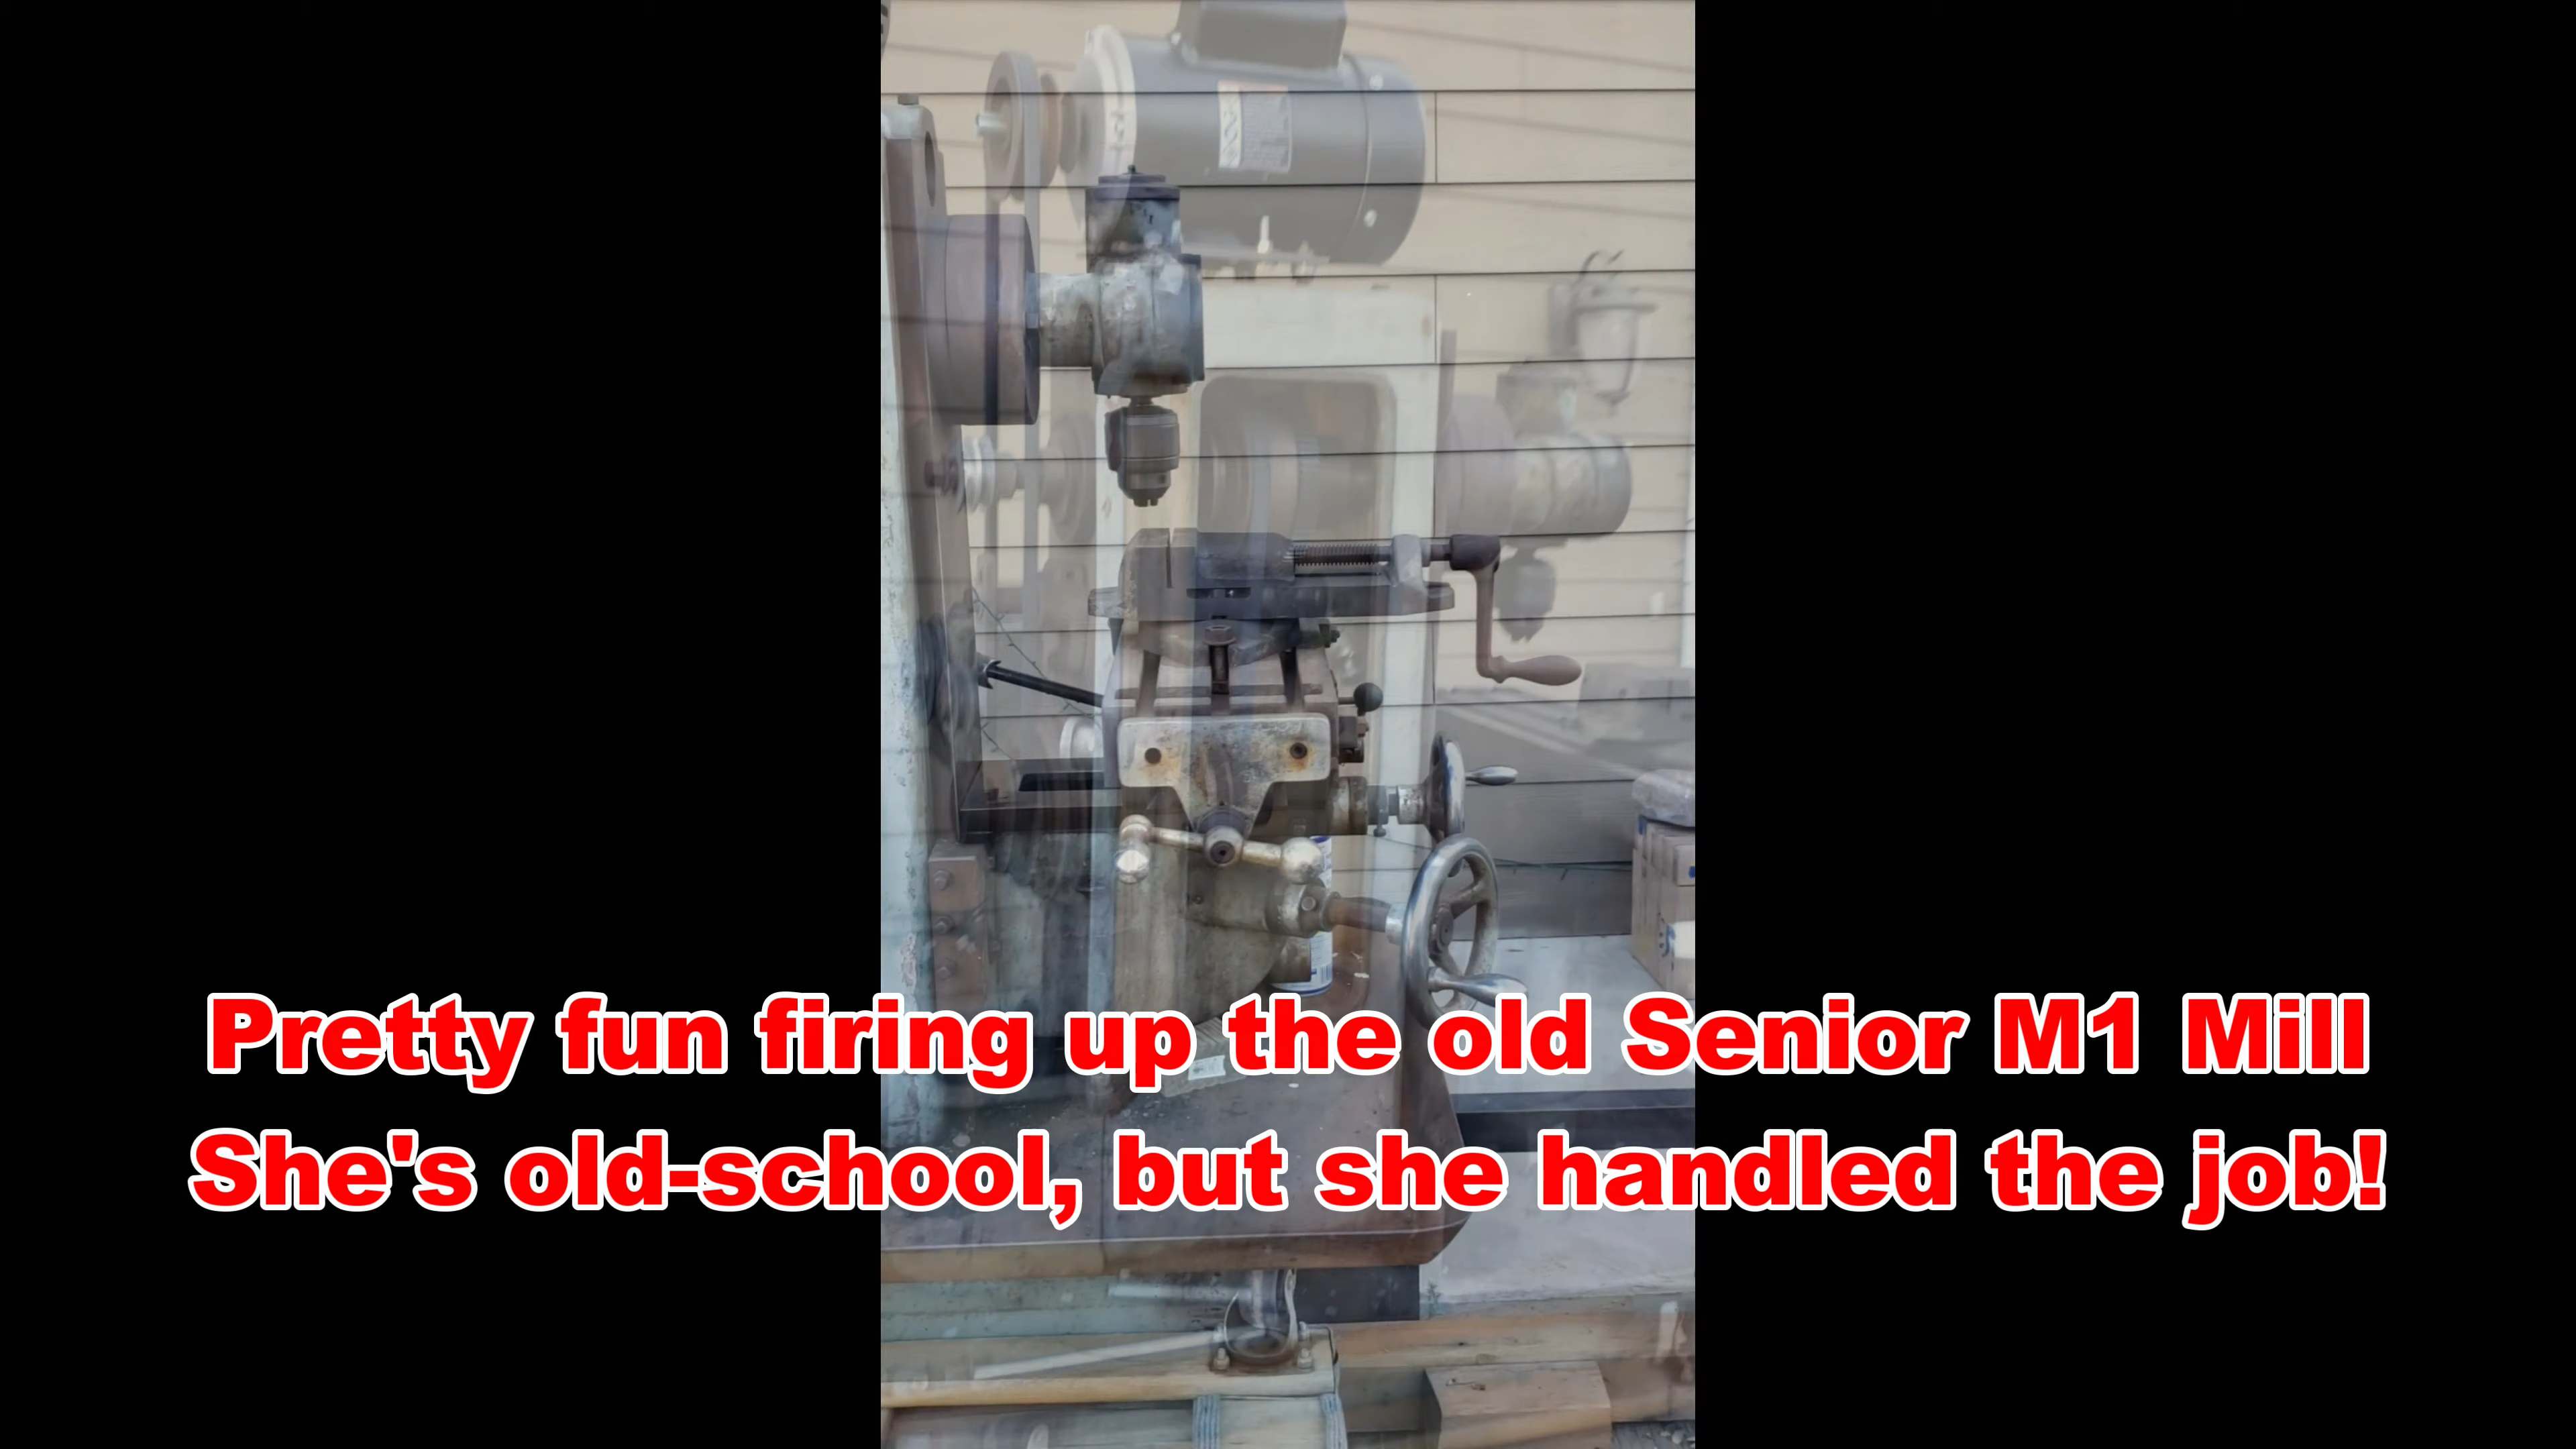 Pretty fun firing up the old Senior M1 Mill
She's old-school, but she handled the job!